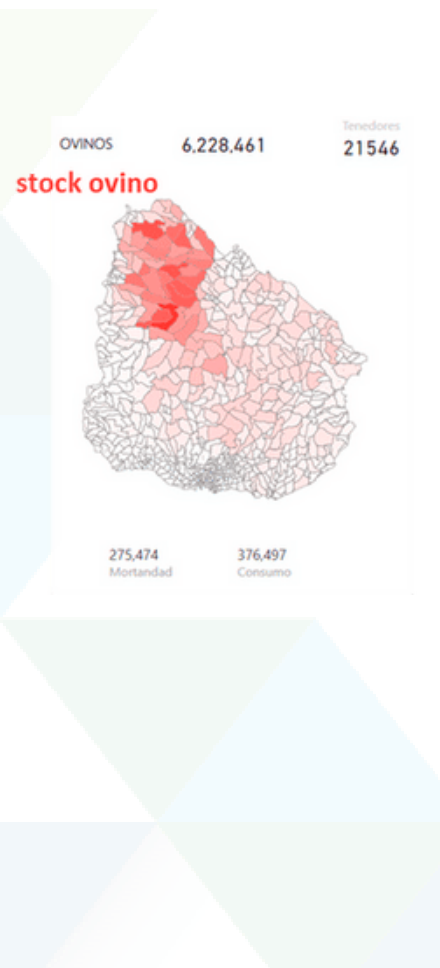 Tenedores
OVINOS 6,228,461 21546
stock ovino
275,474 376,497
Mortandad Consumo